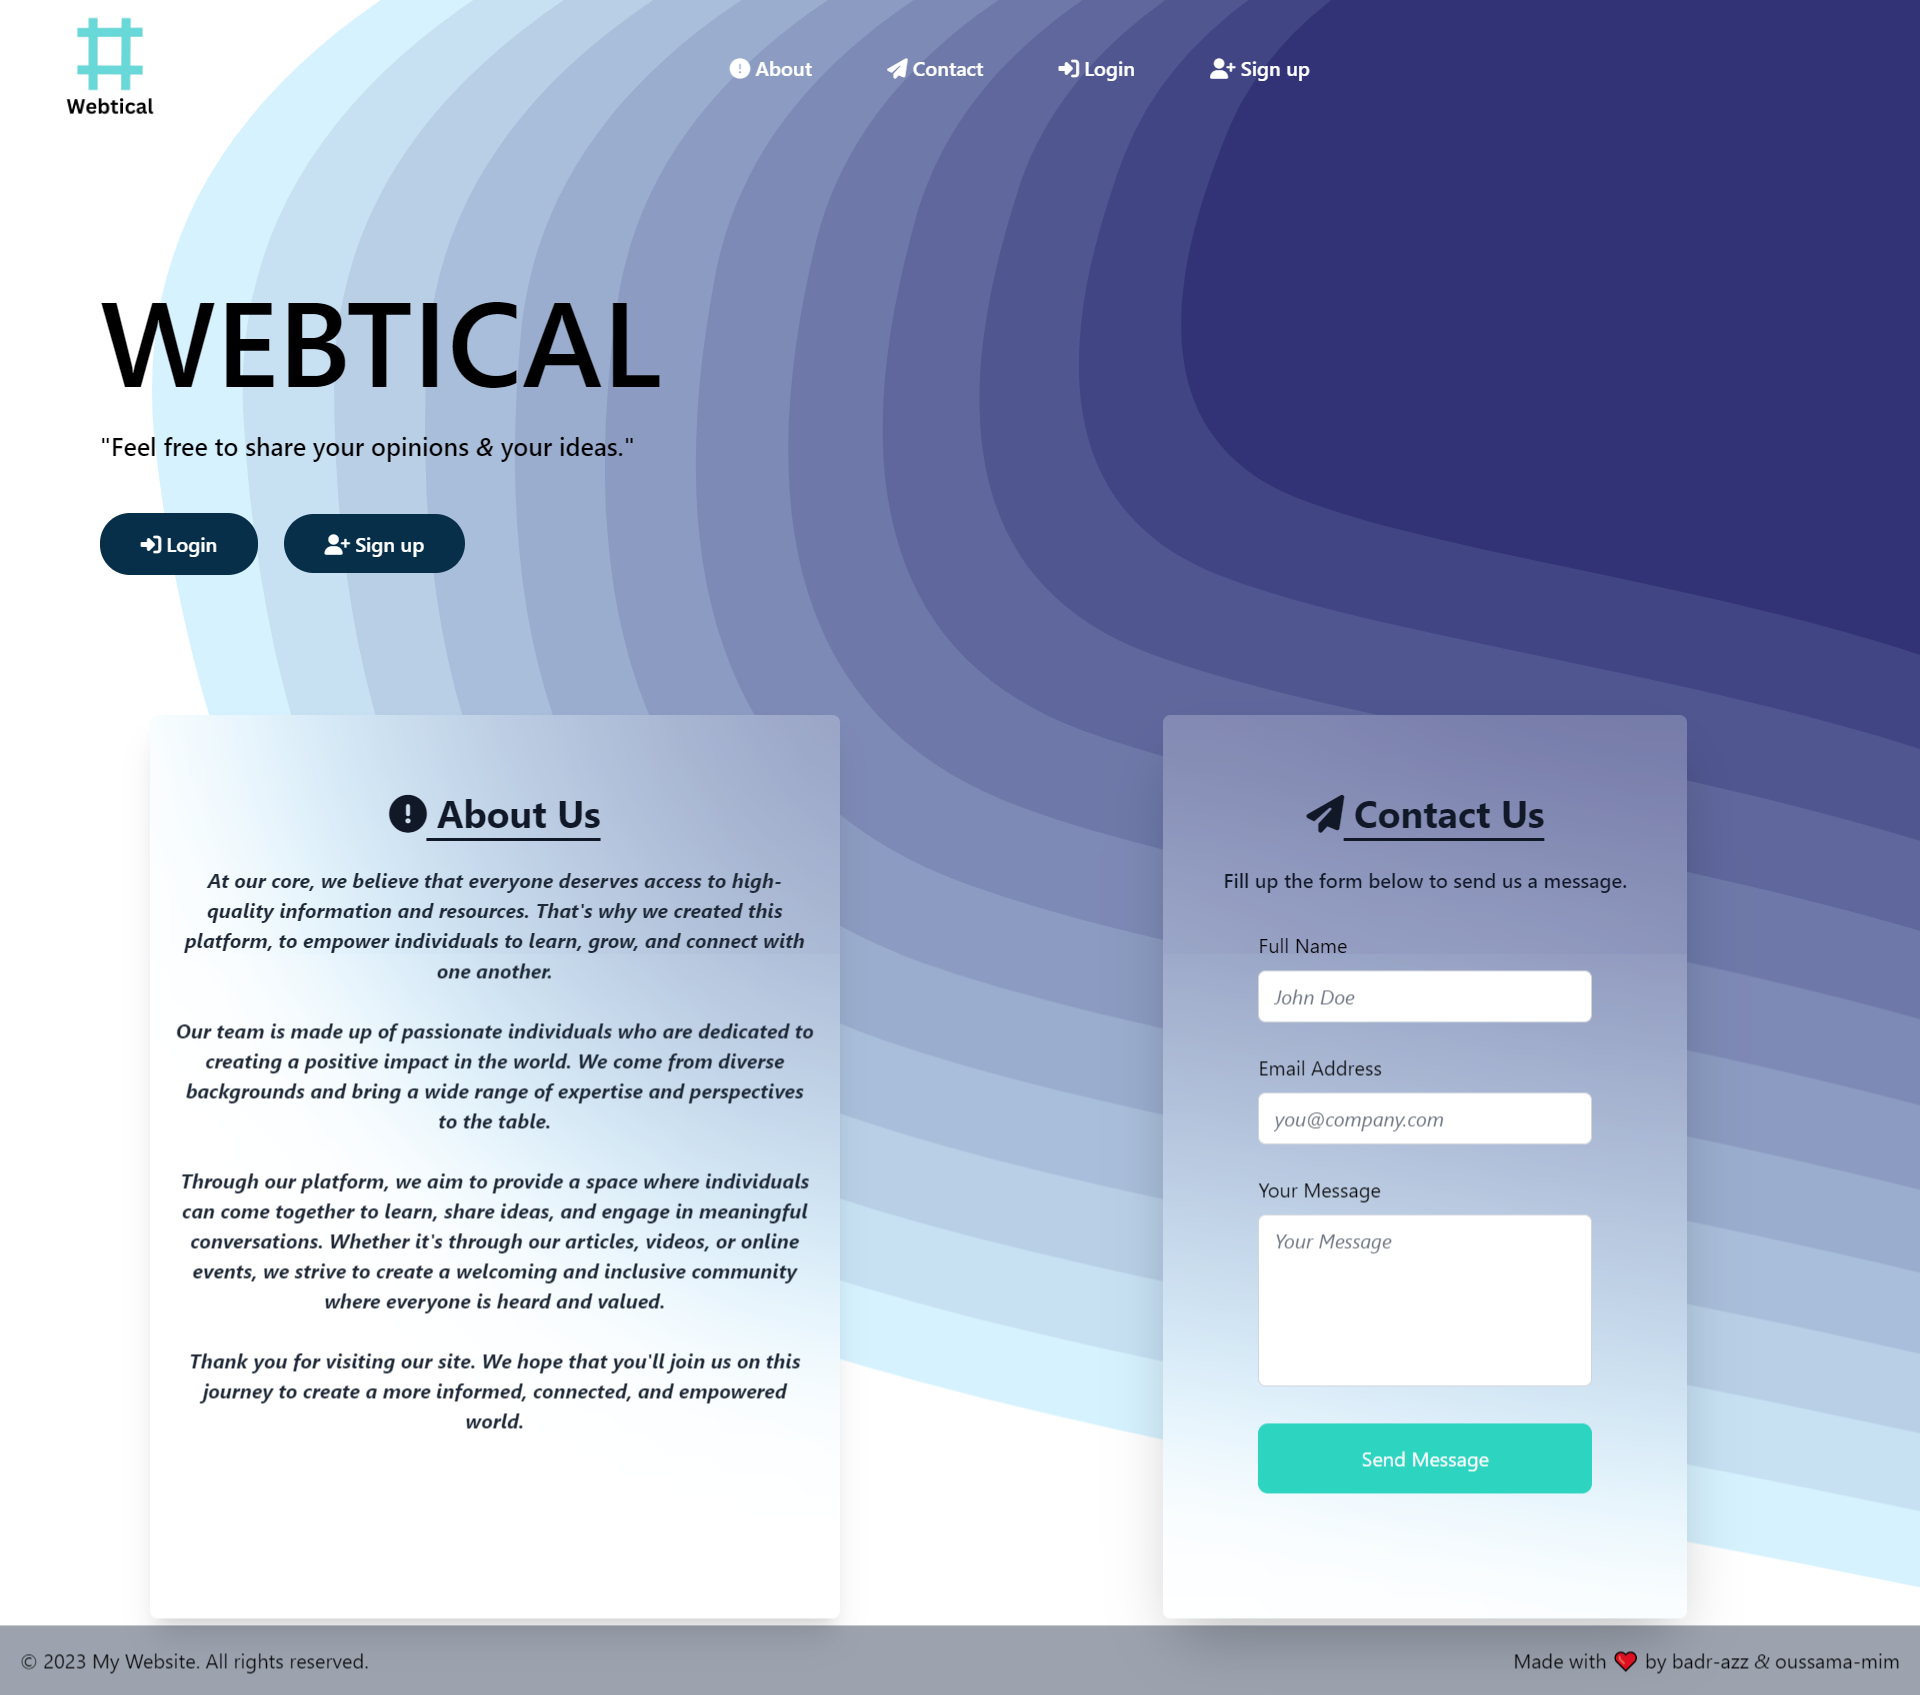 Webtical
About
Contact
Login
Sign up
WEBTICAL
"Feel free to share your opinions & your ideas."
Login
Sign up
About Us
At our core, we believe that everyone deserves access to high-
quality information and resources. That's why we created this
platform, to empower individuals to learn, grow, and connect with
one another.
Our team is made up of passionate individuals who are dedicated to
creating a positive impact in the world. We come from diverse
backgrounds and bring a wide range of expertise and perspectives
to the table.
Through our platform, we aim to provide a space where individuals
can come together to learn, share ideas, and engage in meaningful
conversations. Whether it's through our articles, videos, or online
events, we strive to create a welcoming and inclusive community
where everyone is heard and valued.
Thank you for visiting our site. We hope that you'll join us on this
journey to create a more informed, connected, and empowered
world.
Contact Us
Fill up the form below to send us a message.
Full Name
John Doe
Email Address
you@company.com
Your Message
Your Message
Send Message
© 2023 My Website. All rights reserved.
Made with ❤️ by badr-azz & oussama-mim